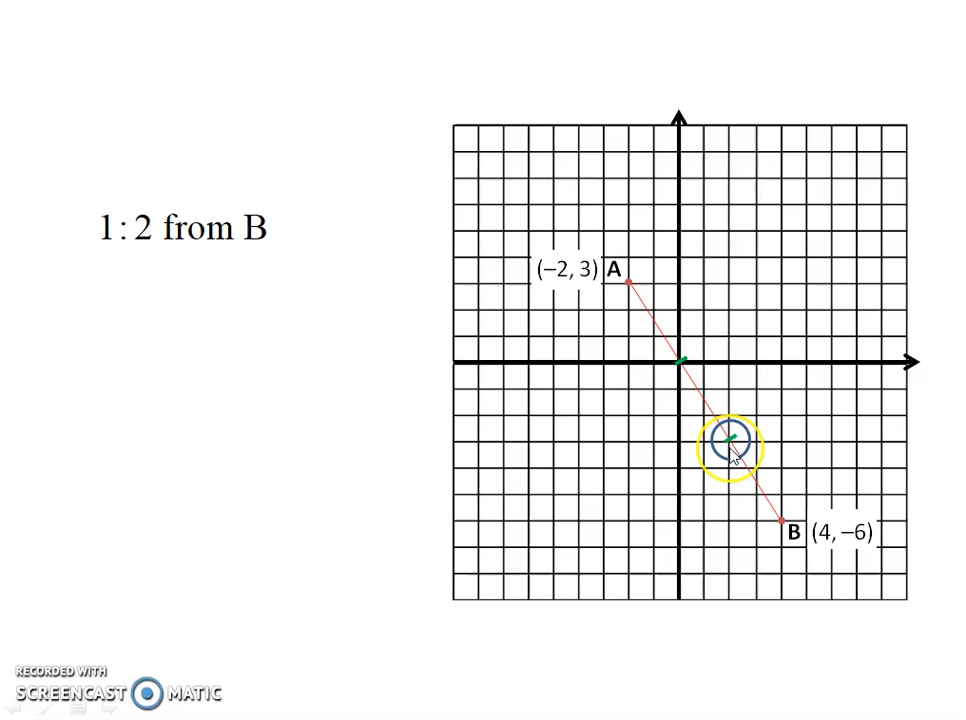 1 : 2 from B
(−2, 3) A
B (4, −6)
RECORDED WITH
SCREENCAST MATIC